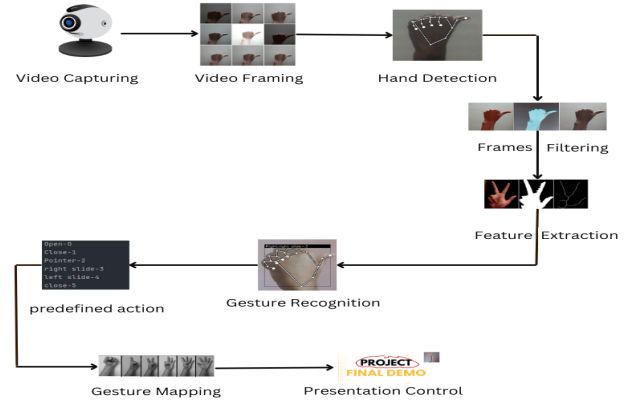 Video Capturing
Video Framing
Hand Detection
Frames Filtering
Feature Extraction
Open-0
Close-1
Pointer-2
right slide-3
left slide-4
close-5
predefined action
Gesture Recognition
Gesture Mapping
PROJECT
FINAL DEMO
Presentation Control